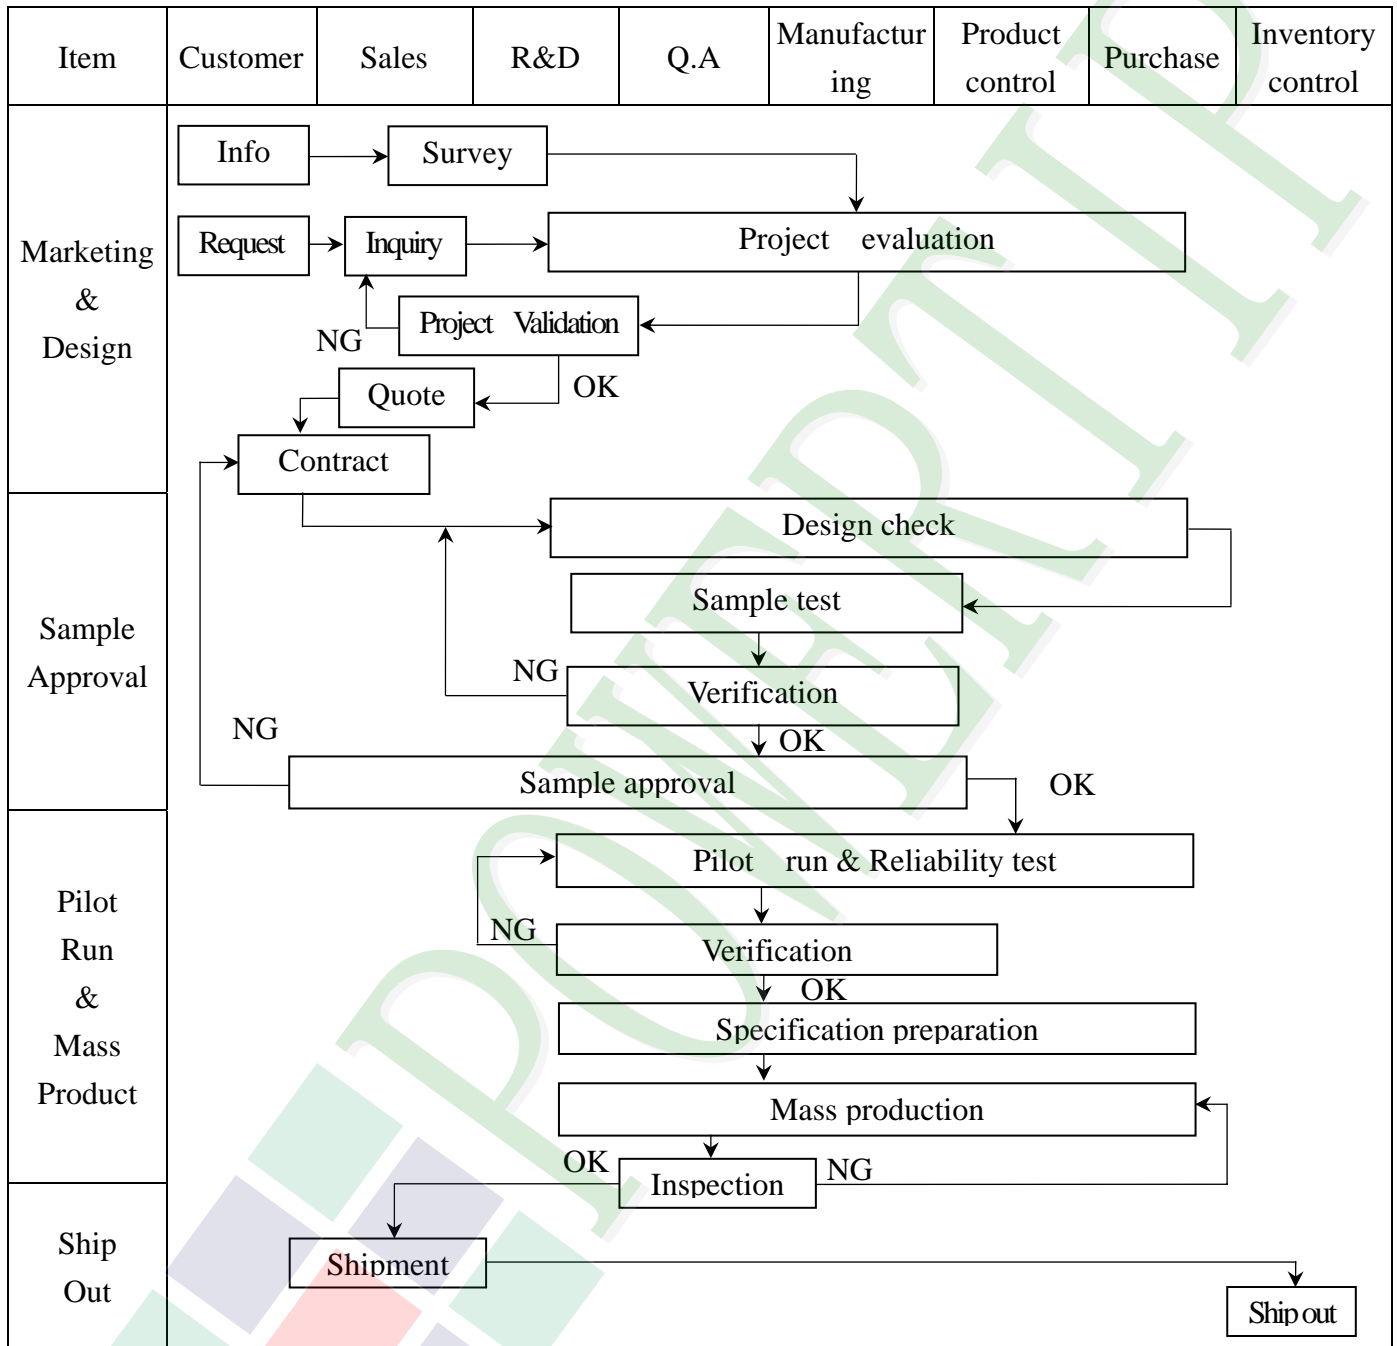 Item
Customer
Sales
R&D
Q.A
Manufactur
ing
Product
control
Purchase
Inventory
control
Marketing
&
Design
Info
Survey
Request
Inquiry
Project evaluation
Project Validation
NG
OK
Quote
Contract
Sample
Approval
Design check
Sample test
NG
Verification
OK
NG
Sample approval
OK
Pilot
Run
&
Mass
Product
Pilot run & Reliability test
NG
Verification
OK
Specification preparation
Mass production
OK
Inspection
NG
Ship
Out
Shipment
Ship out
POWERTIP